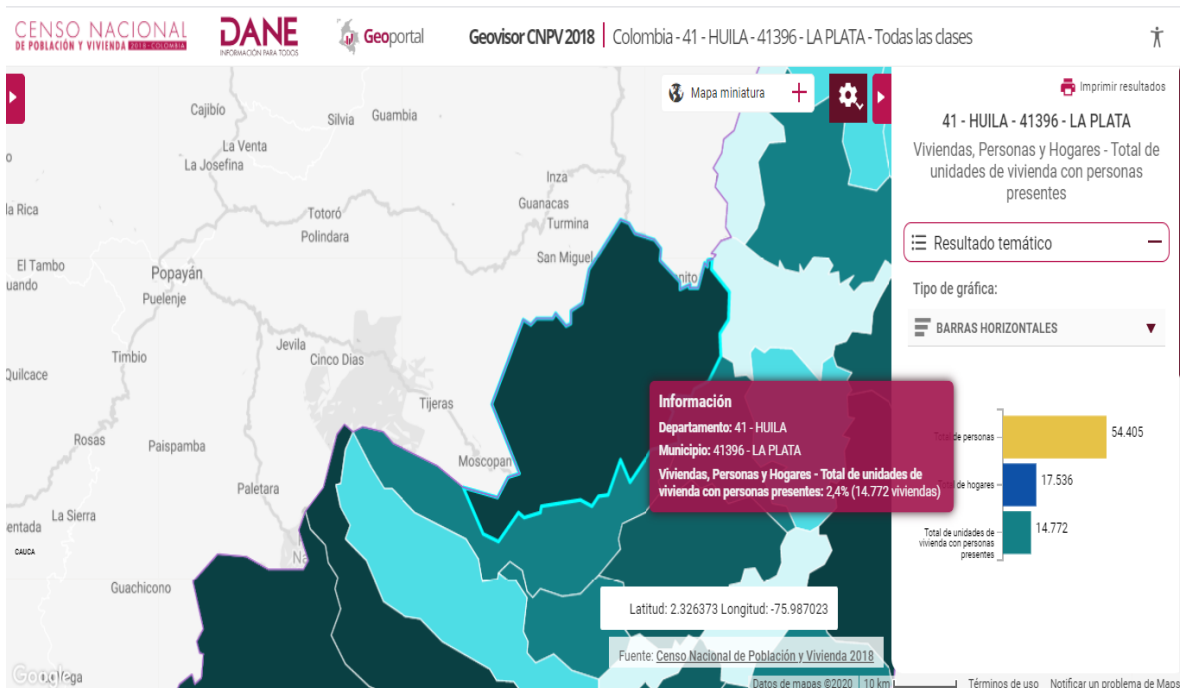 CENSO NACIONAL
DE POBLACIÓN Y VIVIENDA 2018 - COLOMBIA
DANE
INFORMACIÓN PARA TODOS
Geoportal
Geovisor CNPV 2018 | Colombia - 41 - HUILA - 41396 - LA PLATA - Todas las clases
Mapa miniatura
Imprimir resultados
41 - HUILA - 41396 - LA PLATA
Viviendas, Personas y Hogares - Total de
unidades de vivienda con personas
presentes
Resultado temático
Tipo de gráfica:
BARRAS HORIZONTALES
Total de personas
54.405
Total de hogares
17.536
Total de unidades de
vivienda con personas
presentes
14.772
Cajibío
Silvia
Guambia
La Venta
La Josefina
Inza
Guanacas
Turmina
la Rica
Totoró
Polindara
San Miguel
El Tambo
Popayán
Puelenje
Jevila
Timbio
Cinco Dias
Quilcace
Tijeras
Rosas
Paispamba
Moscopan
Paletara
La Sierra
CAUCA
Guachicono
Información
Departamento: 41 - HUILA
Municipio: 41396 - LA PLATA
Viviendas, Personas y Hogares - Total de unidades de
vivienda con personas presentes: 2,4% (14.772 viviendas)
Latitud: 2.326373 Longitud: -75.987023
Fuente: Censo Nacional de Población y Vivienda 2018
Google
Datos de mapas ©2020
10 km
Términos de uso
Notificar un problema de Maps